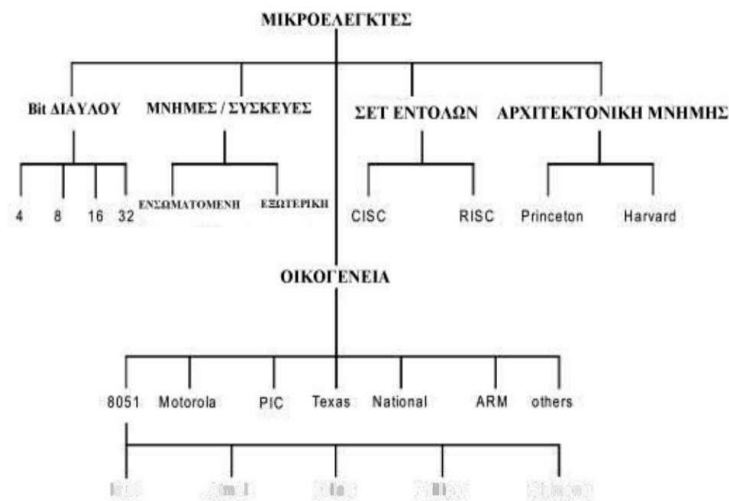 ΜΙΚΡΟΕΛΕΓΚΤΕΣ
Bit ΔΙΑΥΛΟΥ ΜΝΗΜΕΣ / ΣΥΣΚΕΥΕΣ ΣΕΤ ΕΝΤΟΛΩΝ ΑΡΧΙΤΕΚΤΟΝΙΚΗ ΜΝΗΜΗΣ
4 8 16 32 ΕΝΣΩΜΑΤΟΜΕΝΗ ΕΞΩΤΕΡΙΚΗ CISC RISC Princeton Harvard
ΟΙΚΟΓΕΝΕΙΑ
8051 Motorola PIC Texas National ARM others